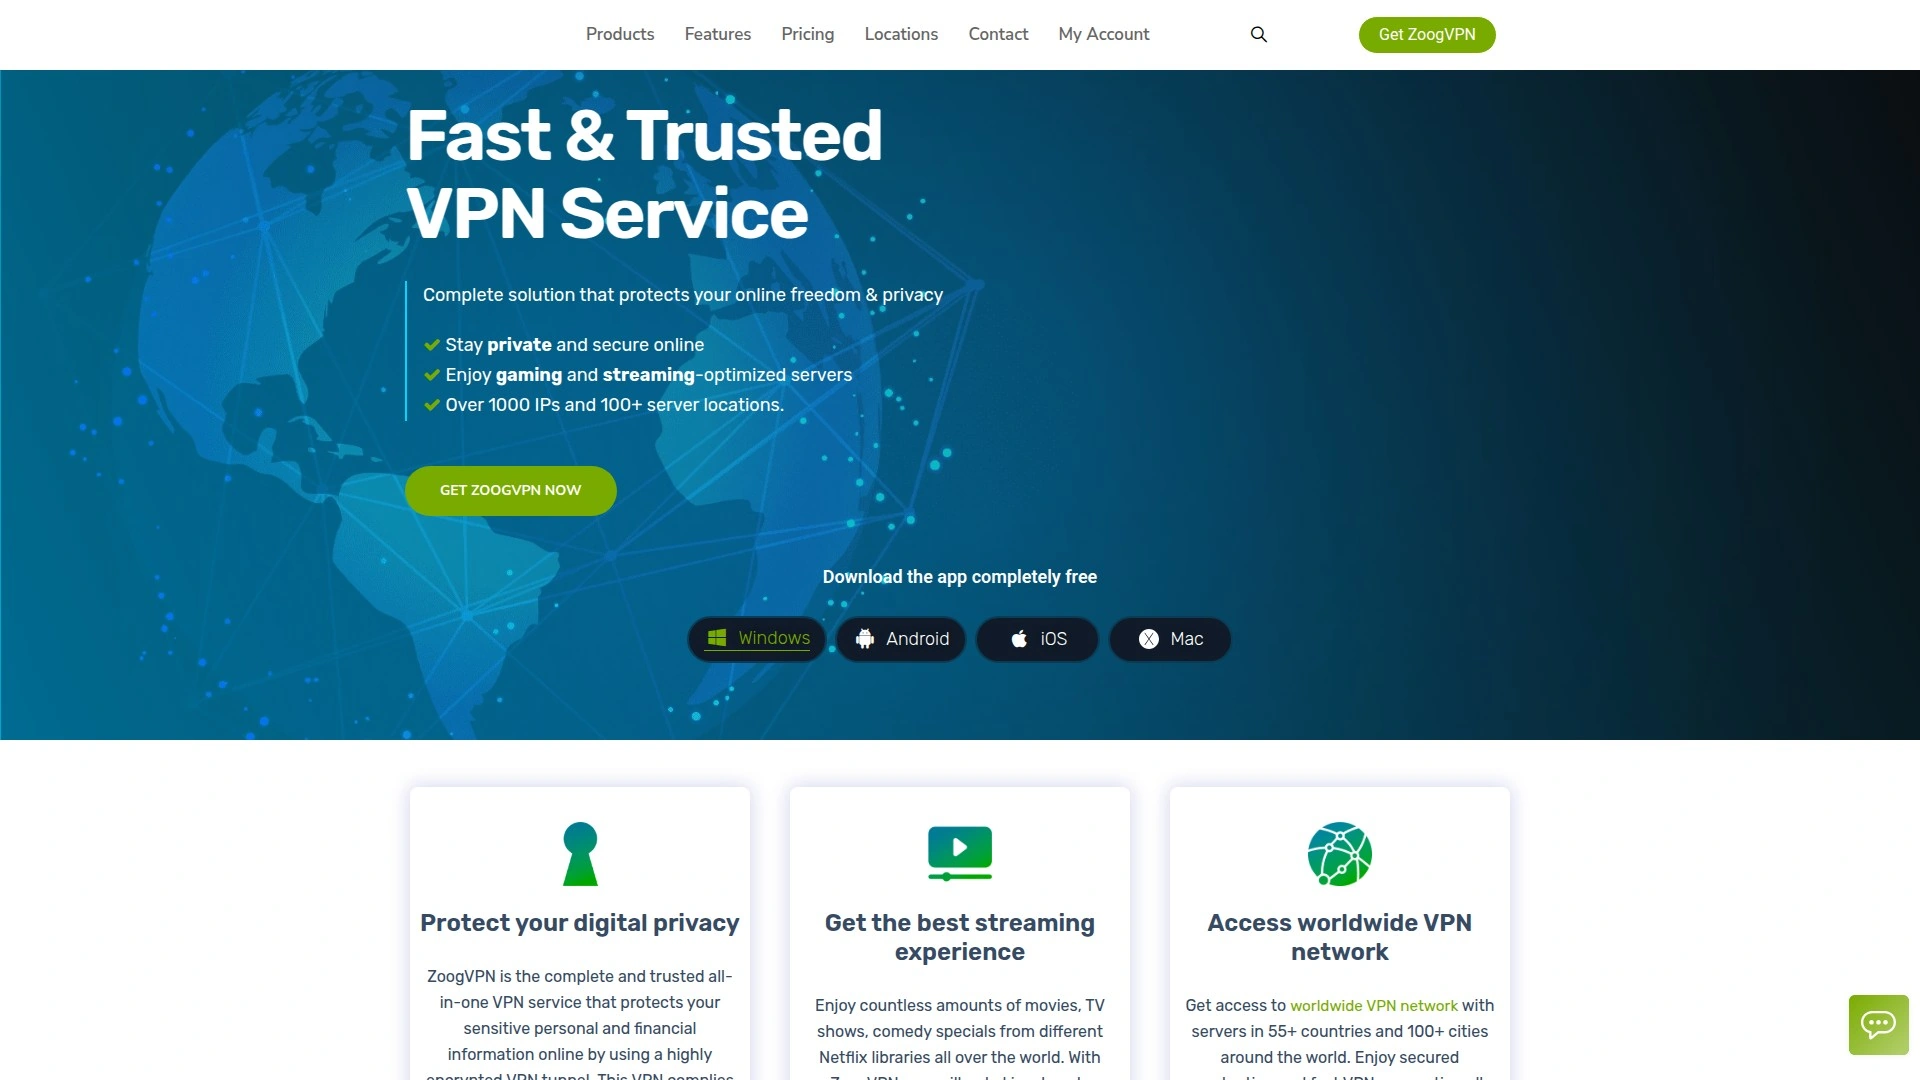 Products Features Pricing Locations Contact My Account Get ZoogVPN
Fast & Trusted
VPN Service
Complete solution that protects your online freedom & privacy
Stay private and secure online
Enjoy gaming and streaming-optimized servers
Over 1000 IPs and 100+ server locations.
GET ZOOGVPN NOW
Download the app completely free
Windows Android iOS Mac
Protect your digital privacy
ZoogVPN is the complete and trusted all-
in-one VPN service that protects your
sensitive personal and financial
information online by using a highly
encrypted VPN tunnel. This VPN complies
Get the best streaming
experience
Enjoy countless amounts of movies, TV
shows, comedy specials from different
Netflix libraries all over the world. With
Access worldwide VPN
network
Get access to worldwide VPN network with
servers in 55+ countries and 100+ cities
around the world. Enjoy secured